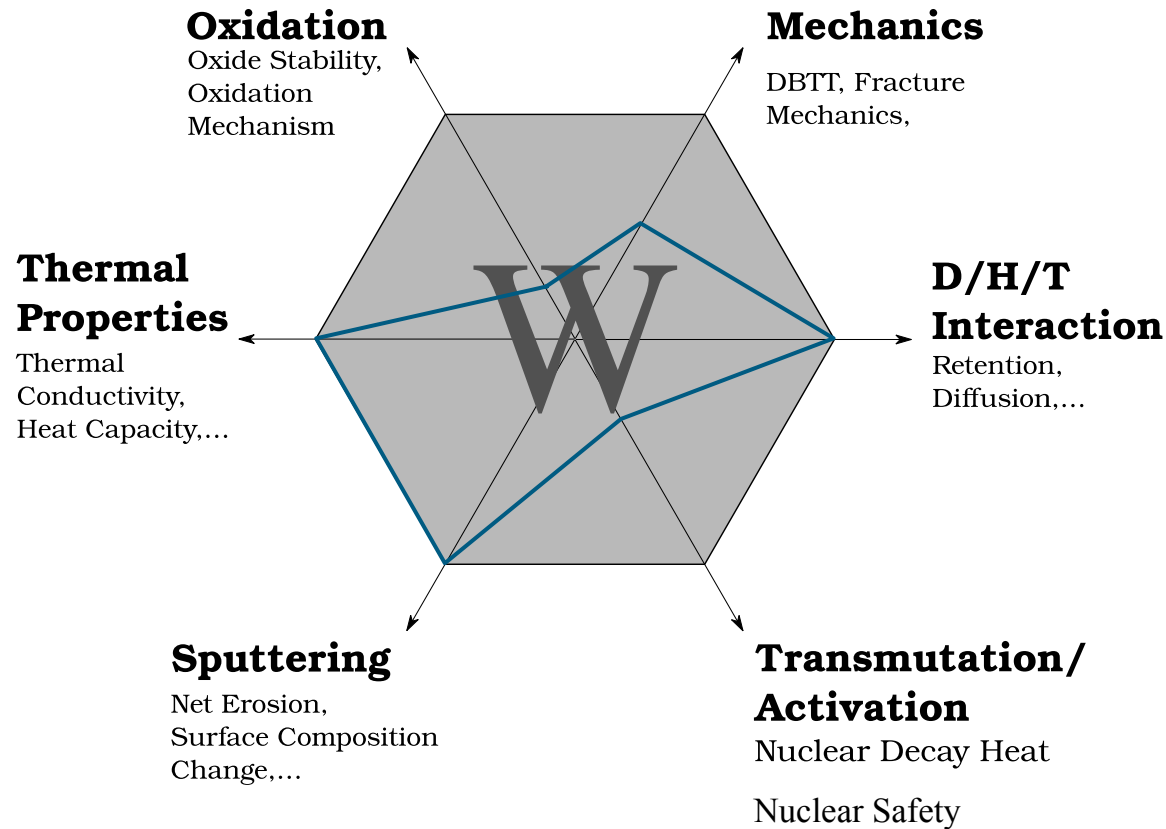 Oxidation
Oxide Stability,
Oxidation
Mechanism
Mechanics
DBTT, Fracture
Mechanics,
Thermal
Properties
Thermal
Conductivity,
Heat Capacity,…
W
D/H/T
Interaction
Retention,
Diffusion,…
Sputtering
Net Erosion,
Surface Composition
Change,…
Transmutation/
Activation
Nuclear Decay Heat
Nuclear Safety